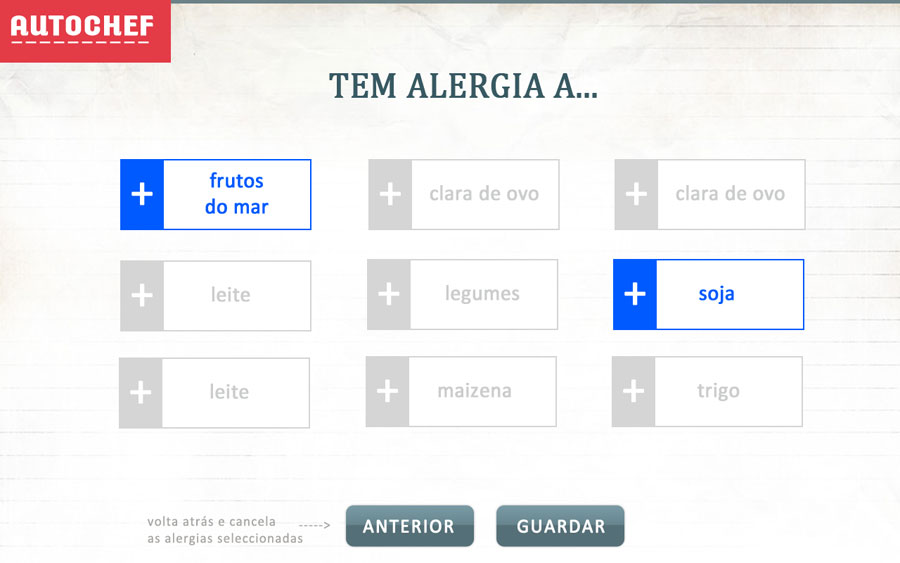 AUTOCHEF
TEM ALERGIA A...
frutos
do mar
clara de ovo
clara de ovo
leite
legumes
soja
leite
maizena
trigo
volta atrás e cancela
as alergias seleccionadas
----->
ANTERIOR
GUARDAR